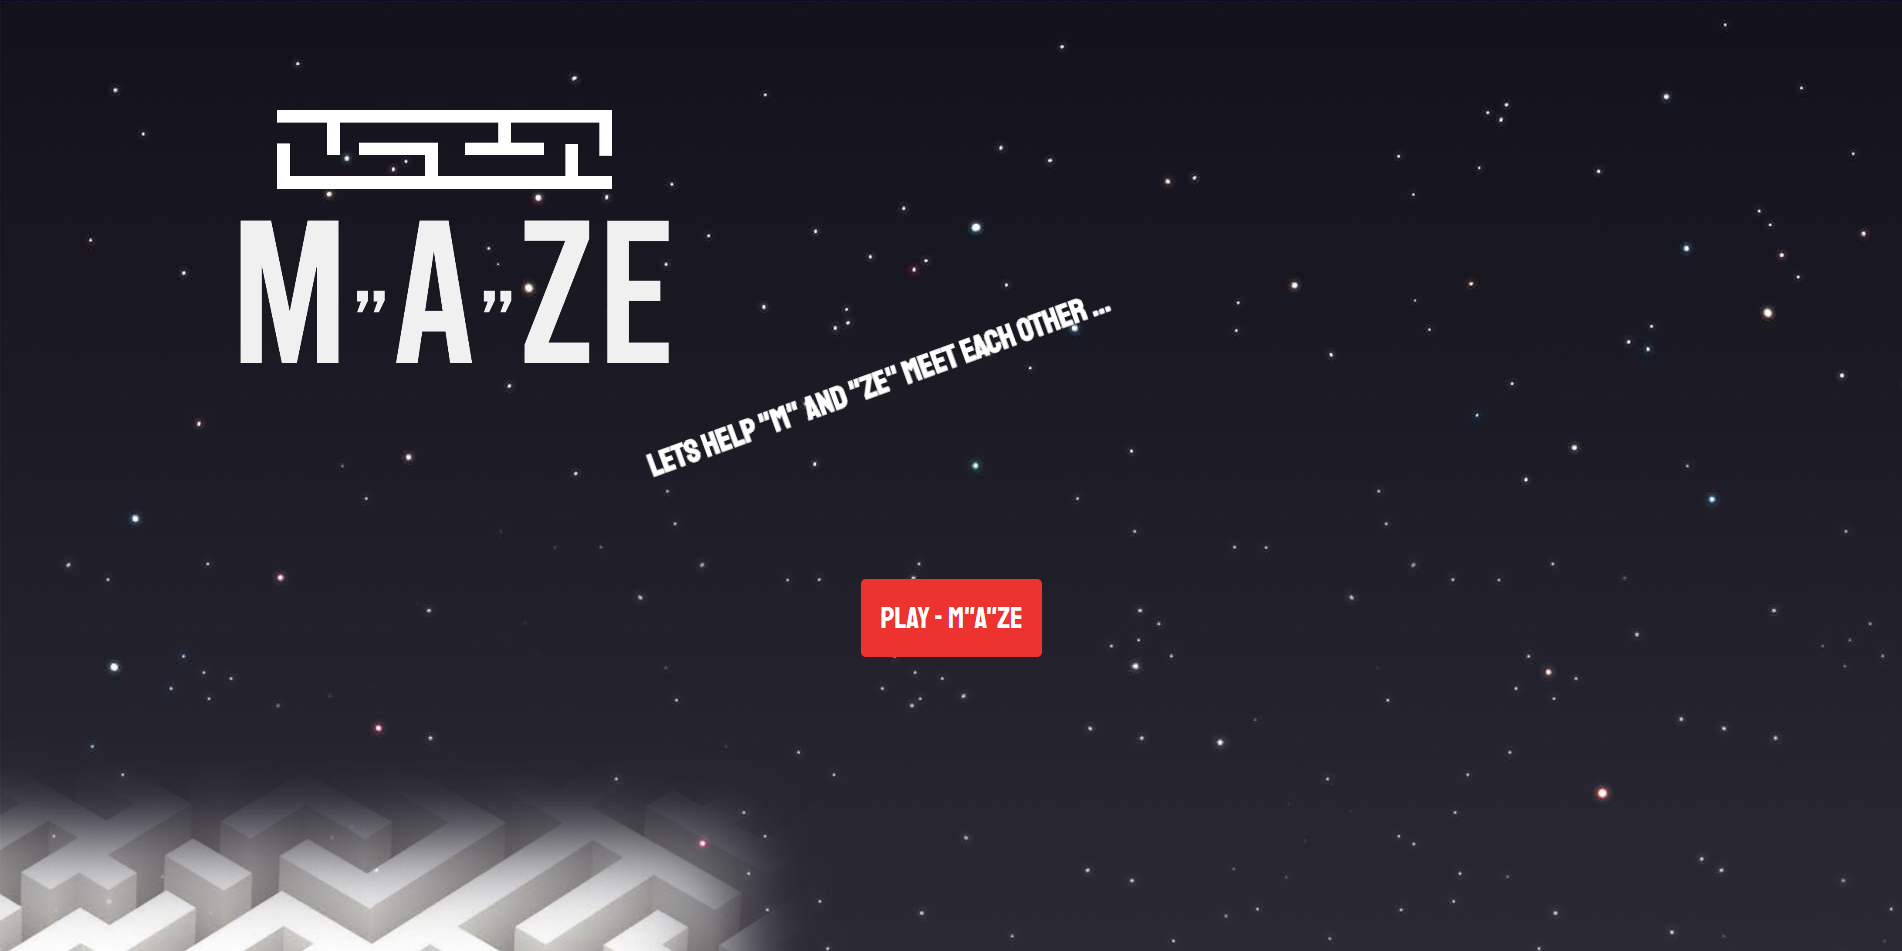 M”A”ZE
LETS HELP "M" AND "ZE" MEET EACH OTHER ...
PLAY - M"A"ZE